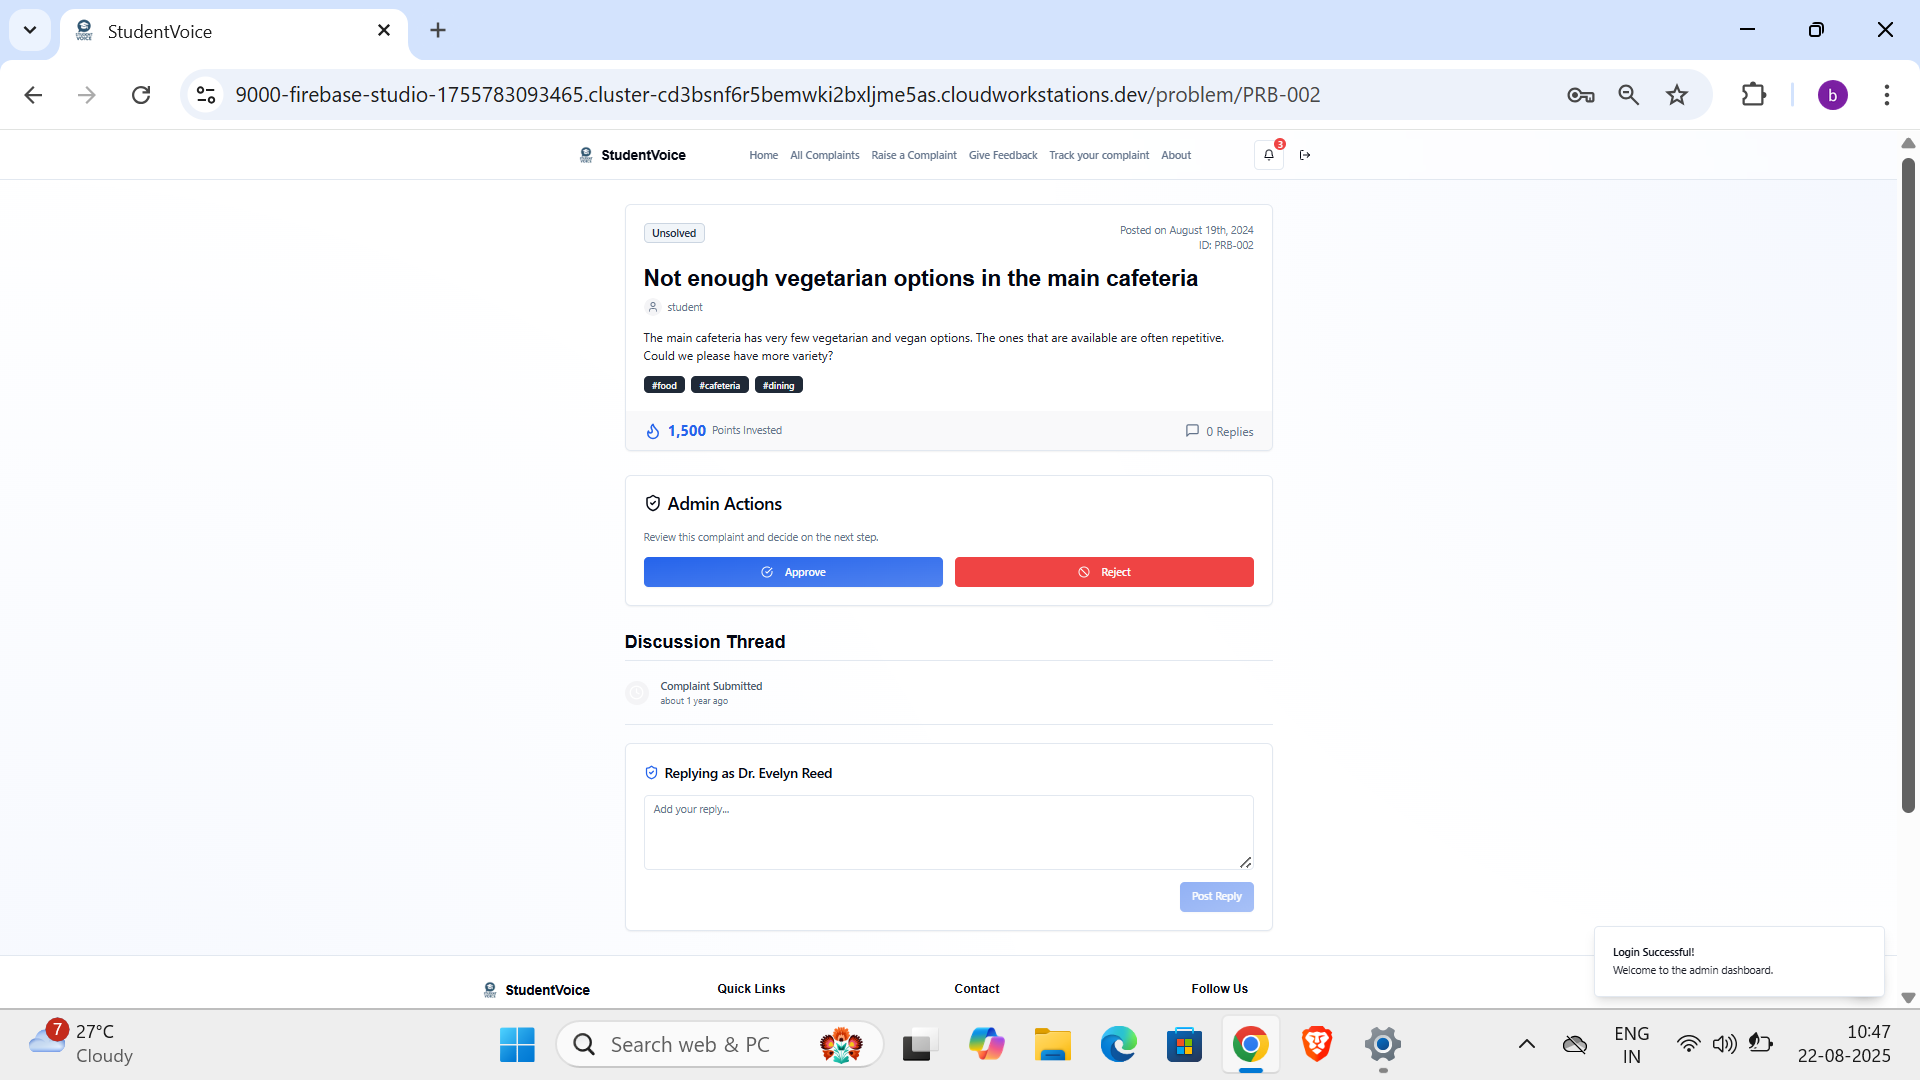 StudentVoice
9000-firebase-studio-1755783093465.cluster-cd3bsnf6r5bemwki2bxljme5as.cloudworkstations.dev/problem/PRB-002
b
StudentVoice
Home
All Complaints
Raise a Complaint
Give Feedback
Track your complaint
About
3
Unsolved
Posted on August 19th, 2024
ID: PRB-002
Not enough vegetarian options in the main cafeteria
student
The main cafeteria has very few vegetarian and vegan options. The ones that are available are often repetitive.
Could we please have more variety?
#food
#cafeteria
#dining
1,500 Points Invested
0 Replies
Admin Actions
Review this complaint and decide on the next step.
Approve
Reject
Discussion Thread
Complaint Submitted
about 1 year ago
Replying as Dr. Evelyn Reed
Add your reply...
Post Reply
Login Successful!
Welcome to the admin dashboard.
StudentVoice
Quick Links
Contact
Follow Us
7
27°C
Cloudy
Search web & PC
ENG
IN
10:47
22-08-2025